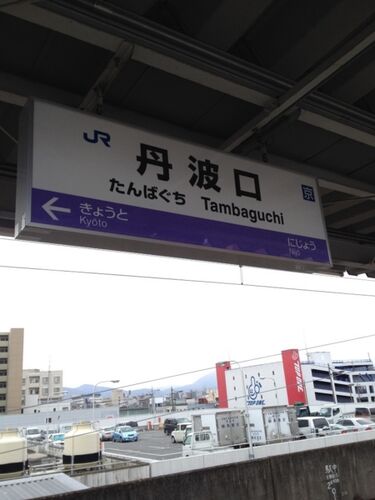 JR
丹波口
京
たんばぐち Tambaguchi
きょうと
Kyōto
にじょう
Nijō